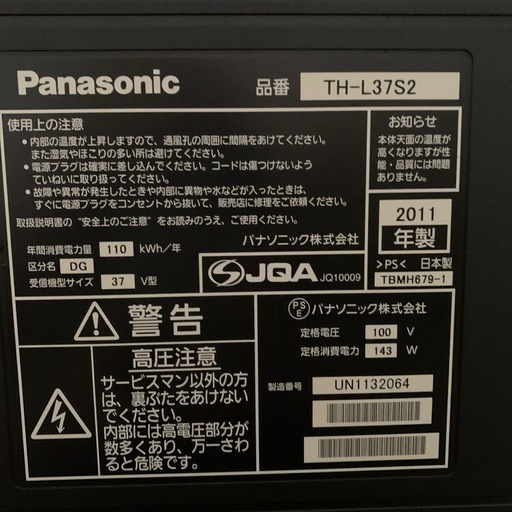 Panasonic
品番 TH-L37S2
使用上の注意
• 内部の温度が上昇しますので、通風孔の周囲に間隔をあけてください。
また湿気やほこりの多い所は避けてください。
• 電源プラグは確実に差し込んでください。コードは傷つけないよう
ていねいに取り扱ってください。
• 故障や異常が発生したときや内部に異物や水などが入ったときは、
すぐに電源プラグをコンセントから抜いて、販売店に修理をご依頼ください。
取扱説明書の"安全上のご注意"をお読みのうえ、ご使用ください。
お知らせ
本体天面の温度が
高くなりますが性
能・品質には問題
ありません。
年間消費電力量 110 kWh/年
区分名 DG
受信機型サイズ 37 V型
パナソニック株式会社
JQA JQ10009
2011
年製
>PS< 日本製
TBMH679-1
警告
高圧注意
サービスマン以外の方
は、裏ぶたをあけない
でください。
内部には高電圧部分が
数多くあり、万一さわ
ると危険です。
PSE パナソニック株式会社
定格電圧 100 V
定格消費電力 143 W
製造番号 UN1132064